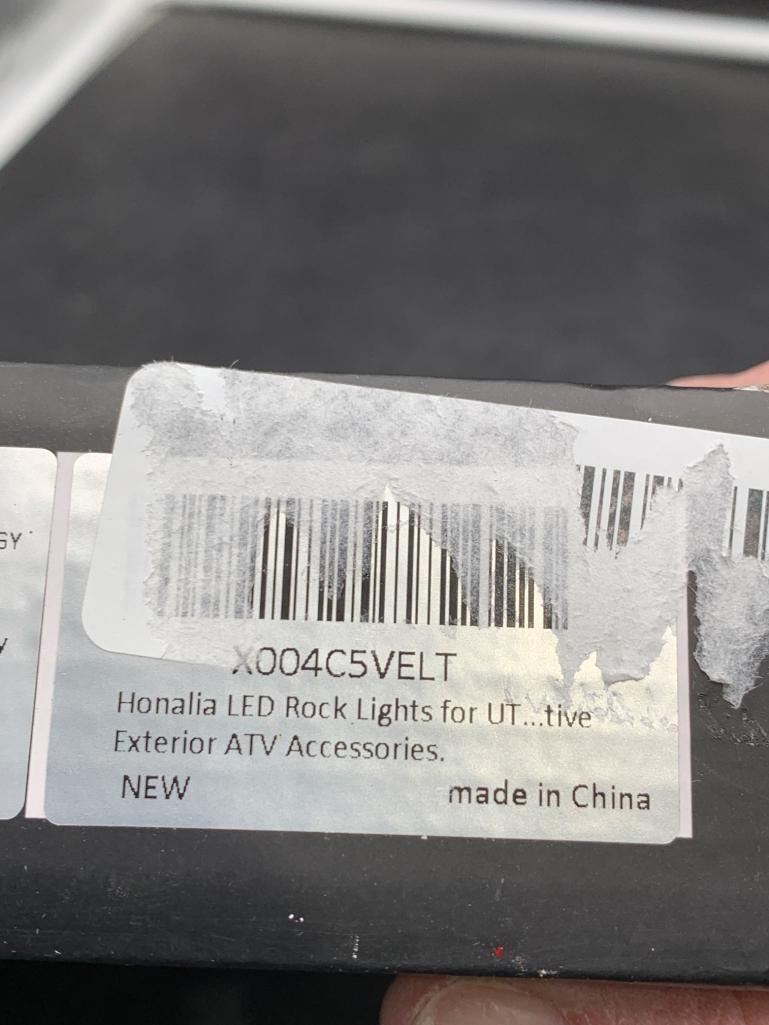 X004C5VELT
Honalia LED Rock Lights for UT...tive
Exterior ATV Accessories.
NEW made in China